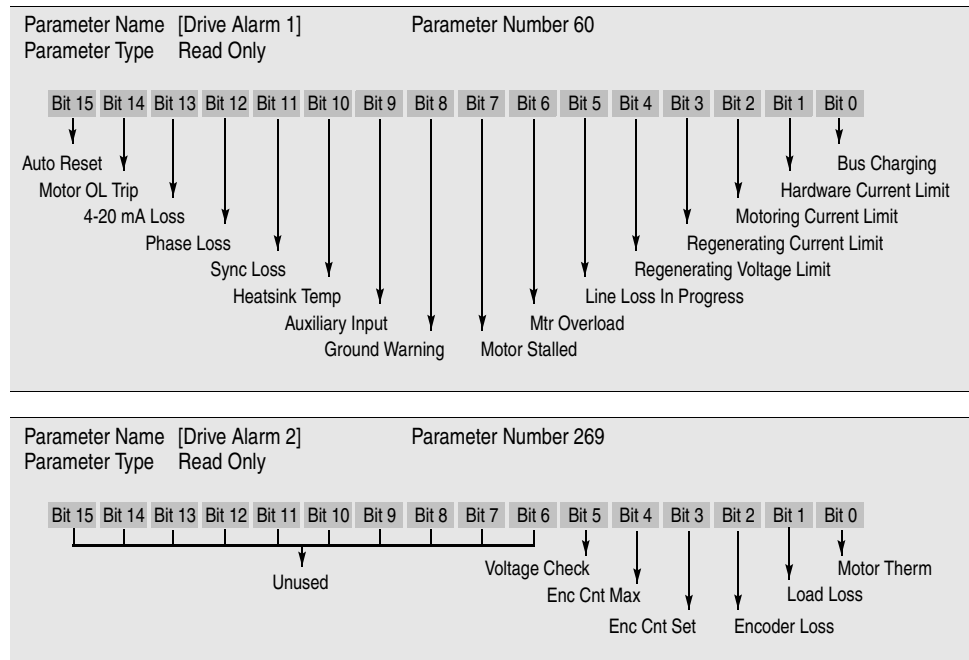 Parameter Name [Drive Alarm 1] Parameter Number 60
Parameter Type Read Only
Bit 15 Bit 14 Bit 13 Bit 12 Bit 11 Bit 10 Bit 9 Bit 8 Bit 7 Bit 6 Bit 5 Bit 4 Bit 3 Bit 2 Bit 1 Bit 0
Auto Reset Bus Charging
Motor OL Trip Hardware Current Limit
4-20 mA Loss Motoring Current Limit
Phase Loss Regenerating Current Limit
Sync Loss Regenerating Voltage Limit
Heatsink Temp Line Loss In Progress
Auxiliary Input Mtr Overload
Ground Warning Motor Stalled
Parameter Name [Drive Alarm 2] Parameter Number 269
Parameter Type Read Only
Bit 15 Bit 14 Bit 13 Bit 12 Bit 11 Bit 10 Bit 9 Bit 8 Bit 7 Bit 6 Bit 5 Bit 4 Bit 3 Bit 2 Bit 1 Bit 0
Unused Voltage Check Motor Therm
Enc Cnt Max Load Loss
Enc Cnt Set Encoder Loss